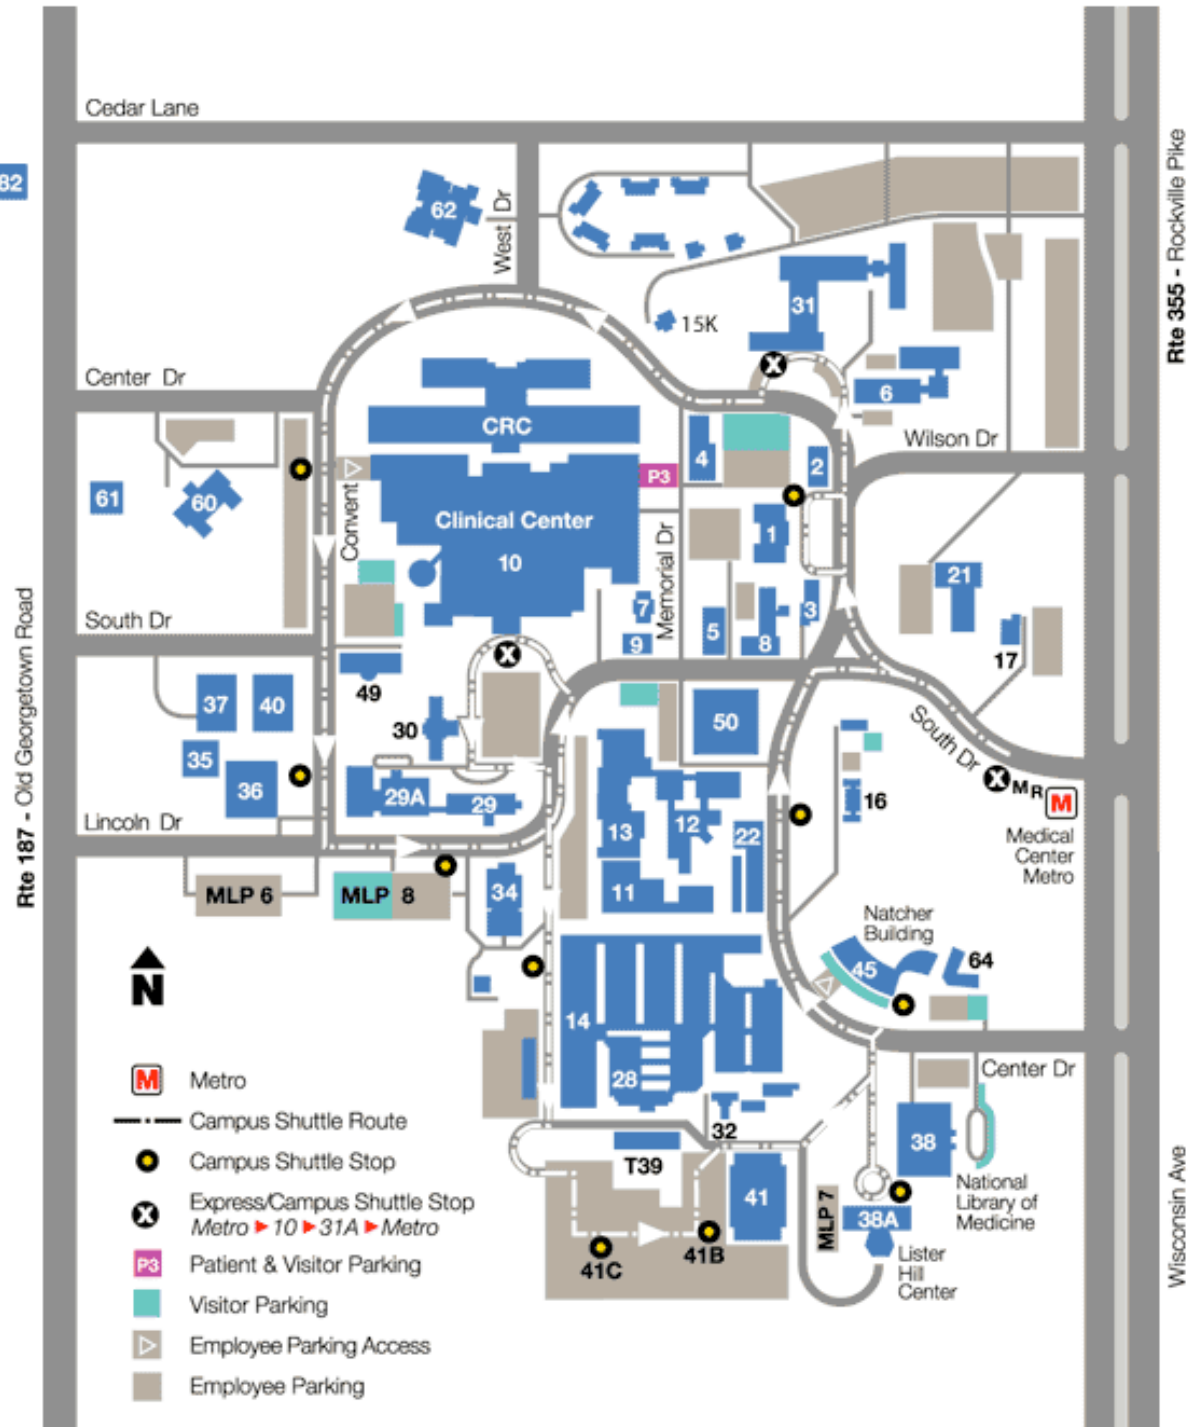 Cedar Lane
82
Rte 355 - Rockville Pike
62
West Dr
31
15K
Center Dr
6
CRC
Wilson Dr
4
2
P3
61
60
Convent
Clinical Center
10
1
Memorial Dr
21
Rte 187 - Old Georgetown Road
South Dr
7
9
5
8
3
17
49
37
40
30
50
South Dr
35
36
29A
29
M R
M
16
Medical
Center
Metro
Lincoln Dr
13
12
22
MLP 6
MLP 8
34
11
Natcher
Building
45
64
N
14
28
Center Dr
32
38
T39
National
Library of
Medicine
41
MLP 7
38A
41B
41C
Lister
Hill
Center
Wisconsin Ave
M Metro
Campus Shuttle Route
Campus Shuttle Stop
X Express/Campus Shuttle Stop
Metro ▶ 10 ▶ 31A ▶ Metro
P3 Patient & Visitor Parking
Visitor Parking
Employee Parking Access
Employee Parking